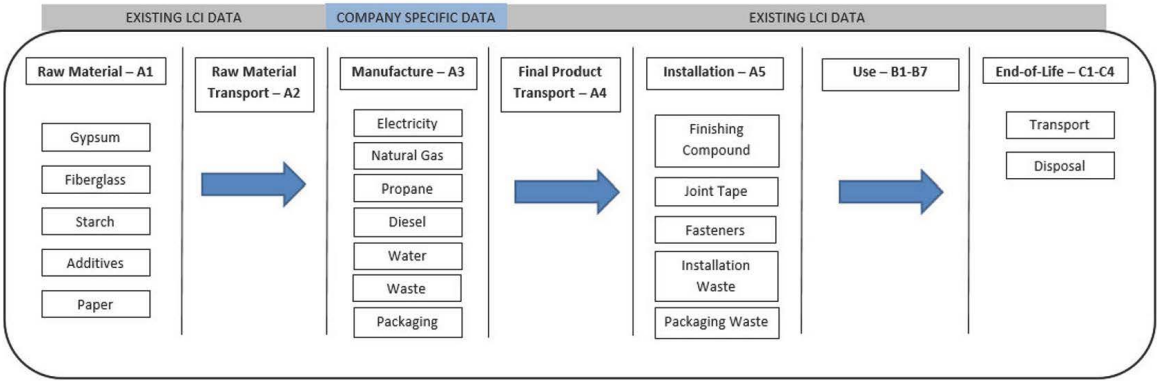 EXISTING LCI DATA
COMPANY SPECIFIC DATA
EXISTING LCI DATA
Raw Material – A1
Gypsum
Fiberglass
Starch
Additives
Paper
Raw Material
Transport – A2
Manufacture – A3
Electricity
Natural Gas
Propane
Diesel
Water
Waste
Packaging
Final Product
Transport – A4
Installation – A5
Finishing
Compound
Joint Tape
Fasteners
Installation
Waste
Packaging Waste
Use – B1-B7
End-of-Life – C1-C4
Transport
Disposal